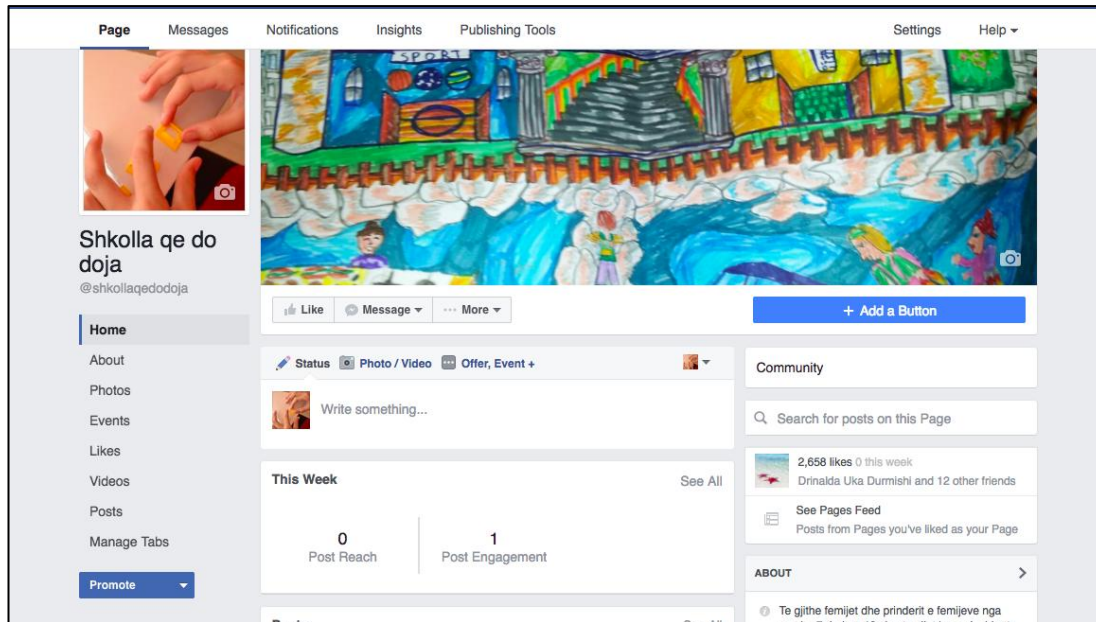 Page Messages Notifications Insights Publishing Tools Settings Help
SPORT
Shkolla qe do
doja
@shkollaqedodoja
Home
About
Photos
Events
Likes
Videos
Posts
Manage Tabs
Promote
Like Message More
+ Add a Button
Status Photo / Video Offer, Event +
Write something...
This Week See All
0 1
Post Reach Post Engagement
Community
Search for posts on this Page
2,658 likes 0 this week
Drinalda Uka Durmishi and 12 other friends
See Pages Feed
Posts from Pages you've liked as your Page
ABOUT
Te gjithe femijet dhe prinderit e femijeve nga